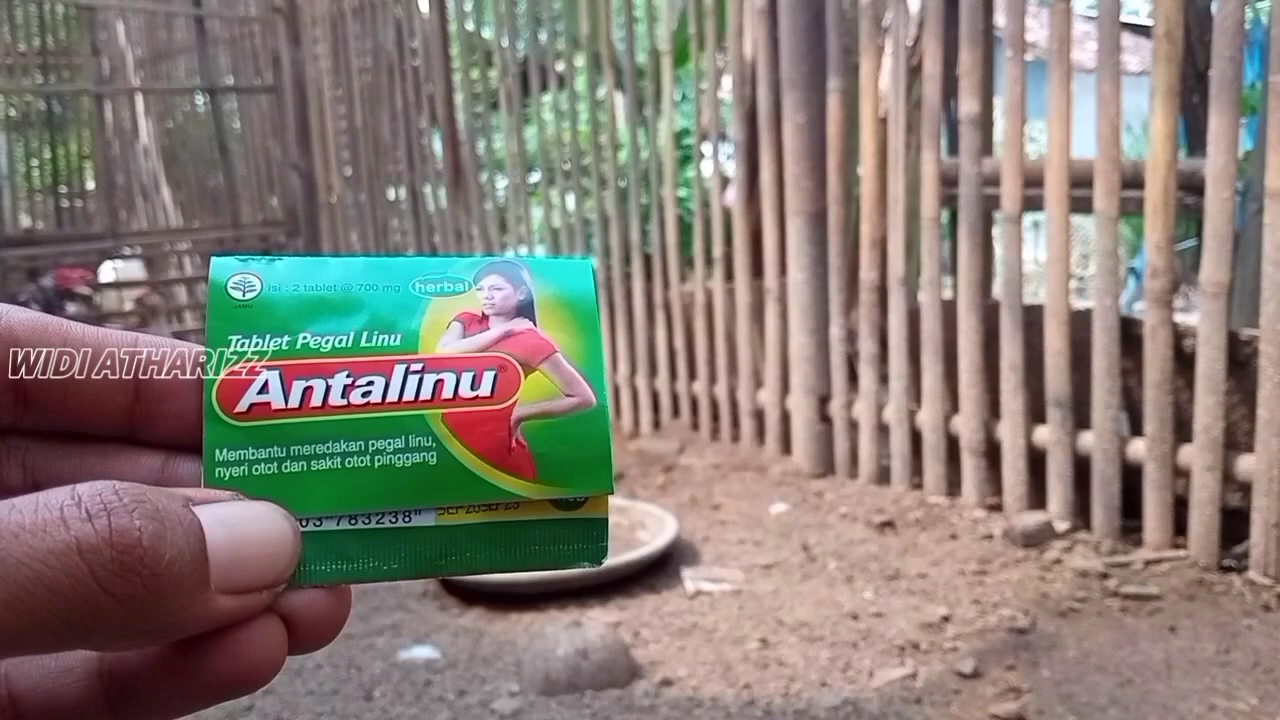 isi : 2 tablet @ 700 mg
herbal
JAMU
Tablet Pegal Linu
WIDI ATHARIZZ
Antalinu®
Membantu meredakan pegal linu,
nyeri otot dan sakit otot pinggang
03"783238"